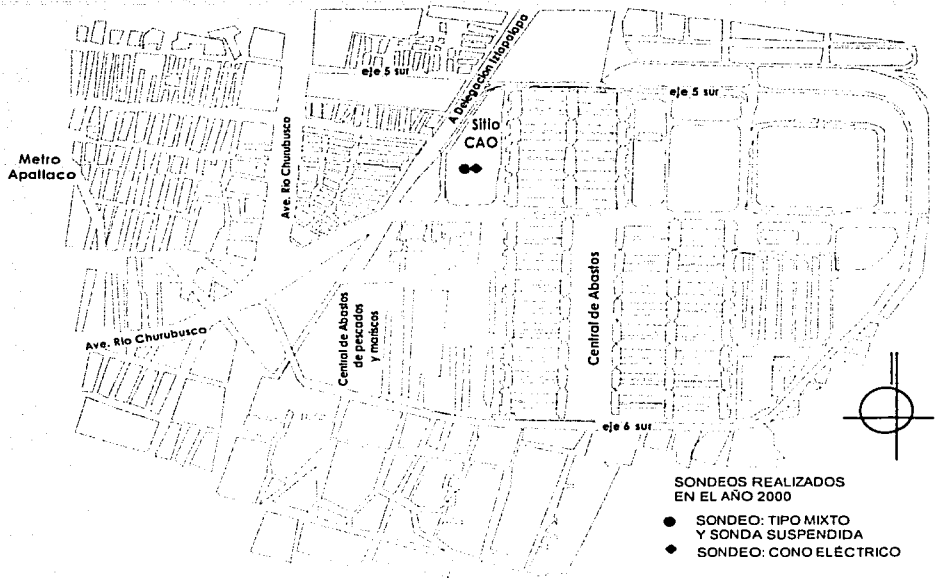 eje 5 sur
A Delegación Iztapalapa
eje 5 sur
Sitio
CAO
Metro
Apatlaco
Ave. Río Churubusco
Central de Abastos
de pescados
y mariscos
Central de Abastos
Ave. Río Churubusco
eje 6 sur
SONDEOS REALIZADOS
EN EL AÑO 2000
SONDEO: TIPO MIXTO
Y SONDA SUSPENDIDA
SONDEO: CONO ELÉCTRICO